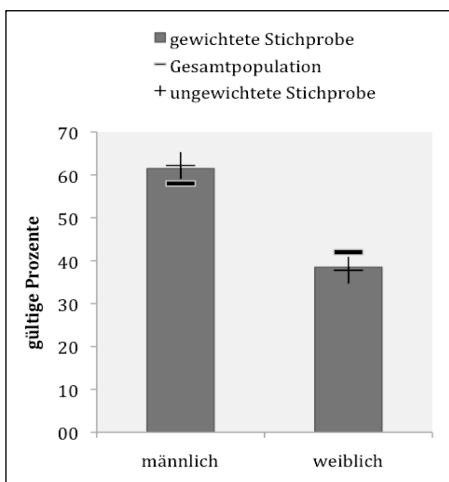 gewichtete Stichprobe
Gesamtpopulation
ungewichtete Stichprobe
gültige Prozente
70
60
50
40
30
20
10
00
männlich
weiblich